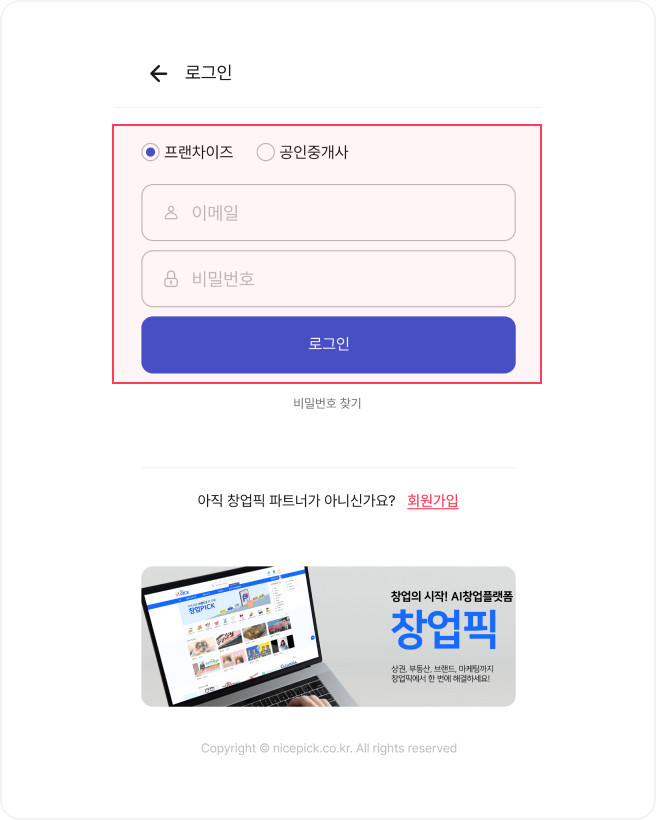 로그인
프랜차이즈 공인중개사
이메일
비밀번호
로그인
비밀번호 찾기
아직 창업픽 파트너가 아니신가요? 회원가입
창업의 시작! AI창업플랫폼
창업픽
상권, 부동산, 브랜드, 마케팅까지
창업픽에서 한 번에 해결하세요!
창업PICK
Copyright © nicepick.co.kr. All rights reserved